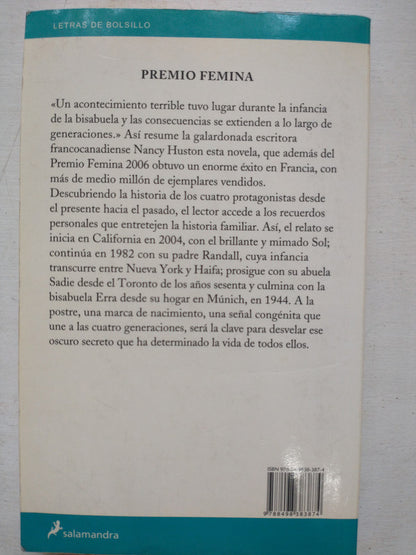 LETRAS DE BOLSILLO
PREMIO FEMINA
«Un acontecimiento terrible tuvo lugar durante la infancia
de la bisabuela y las consecuencias se extienden a lo largo de
generaciones.» Así resume la galardonada escritora
francocanadiense Nancy Huston esta novela, que además del
Premio Femina 2006 obtuvo un enorme éxito en Francia, con
más de medio millón de ejemplares vendidos.
Descubriendo la historia de los cuatro protagonistas desde
el presente hacia el pasado, el lector accede a los recuerdos
personales que entretejen la historia familiar. Así, el relato se
inicia en California en 2004, con el brillante y mimado Sol;
continúa en 1982 con su padre Randall, cuya infancia
transcurre entre Nueva York y Haifa; prosigue con su abuela
Sadie desde el Toronto de los años sesenta y culmina con la
bisabuela Erra desde su hogar en Múnich, en 1944. A la
postre, una marca de nacimiento, una señal congénita que
une a las cuatro generaciones, será la clave para desvelar ese
oscuro secreto que ha determinado la vida de todos ellos.
ISBN
9 788498 383874
salamandra